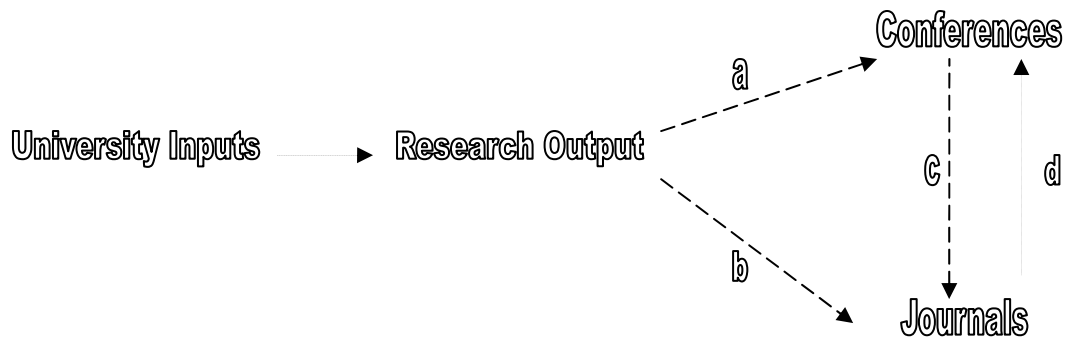 Conferences
a
University Inputs
Research Output
C
d
b
Journals